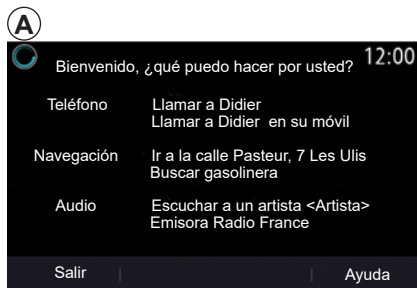 A
Bienvenido, ¿qué puedo hacer por usted? 12:00
Teléfono Llamar a Didier
Llamar a Didier en su móvil
Navegación Ir a la calle Pasteur, 7 Les Ulis
Buscar gasolinera
Audio Escuchar a un artista <Artista>
Emisora Radio France
Salir Ayuda